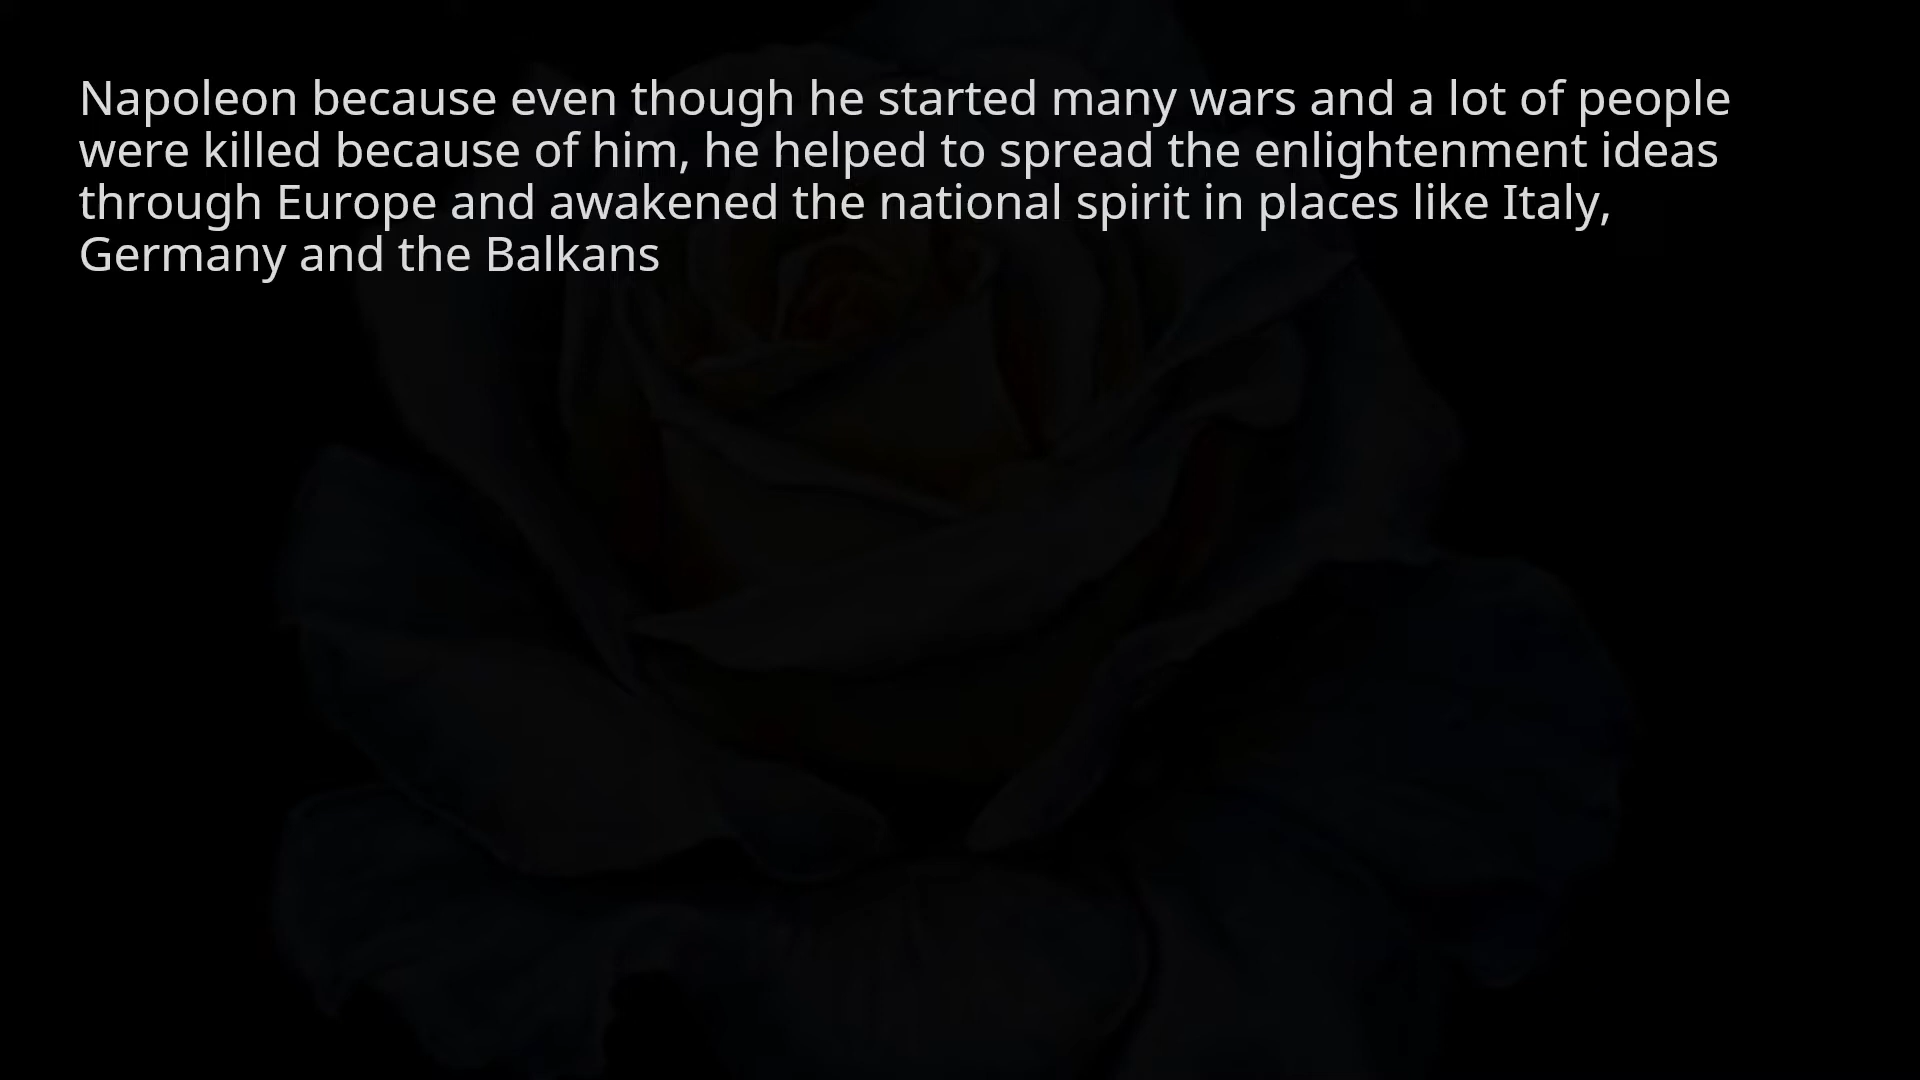 Napoleon because even though he started many wars and a lot of people
were killed because of him, he helped to spread the enlightenment ideas
through Europe and awakened the national spirit in places like Italy,
Germany and the Balkans